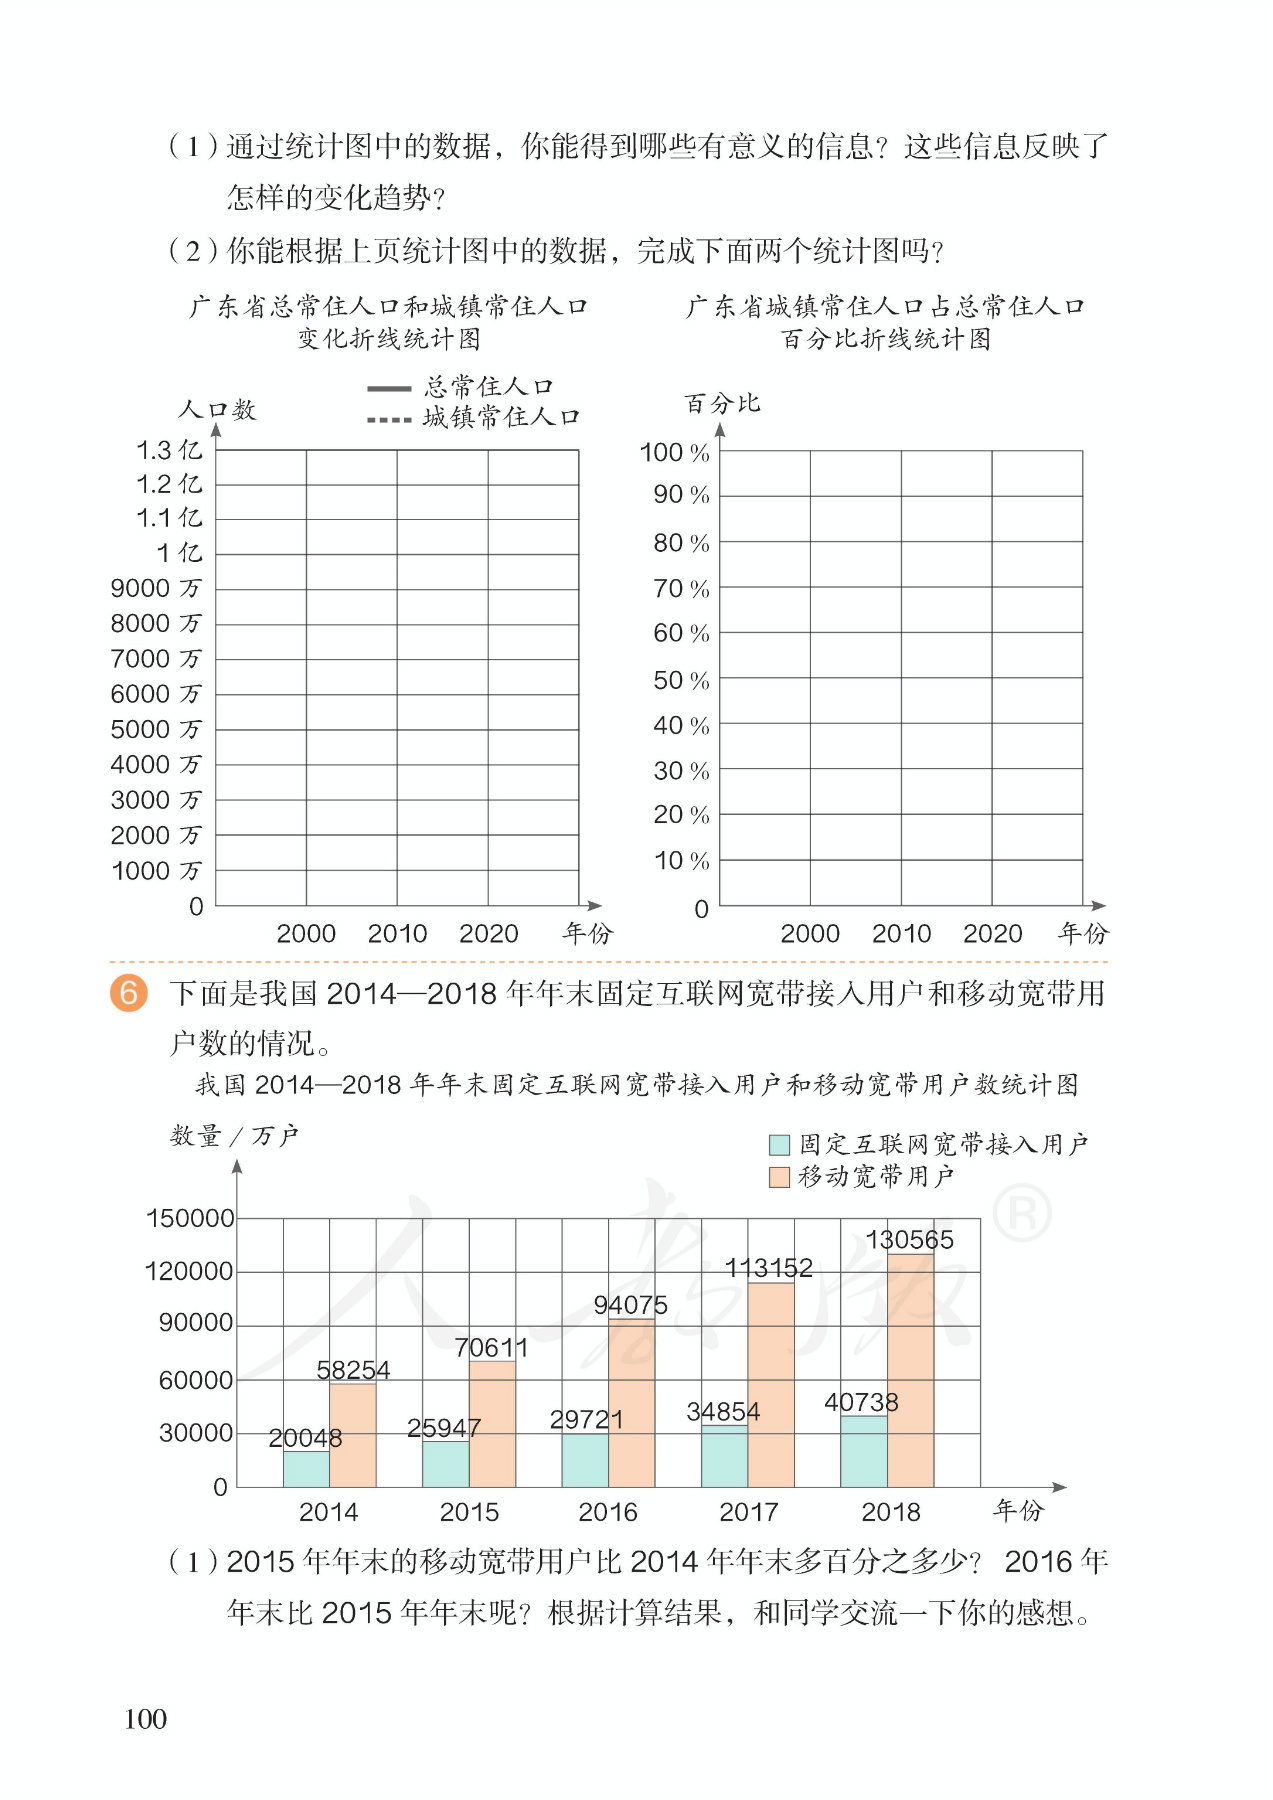 （1）通过统计图中的数据，你能得到哪些有意义的信息？这些信息反映了
怎样的变化趋势？
（2）你能根据上页统计图中的数据，完成下面两个统计图吗？
广东省总常住人口和城镇常住人口
变化折线统计图
总常住人口
城镇常住人口
人口数
1.3 亿
1.2 亿
1.1 亿
1 亿
9000 万
8000 万
7000 万
6000 万
5000 万
4000 万
3000 万
2000 万
1000 万
0
2000 2010 2020 年份
广东省城镇常住人口占总常住人口
百分比折线统计图
百分比
100 %
90 %
80 %
70 %
60 %
50 %
40 %
30 %
20 %
10 %
0
2000 2010 2020 年份
6 下面是我国 2014—2018 年年末固定互联网宽带接入用户和移动宽带用
户数的情况。
我国 2014—2018 年年末固定互联网宽带接入用户和移动宽带用户数统计图
数量 / 万户
固定互联网宽带接入用户
移动宽带用户
150000
120000
90000
60000
30000
0
20048 58254
25947 70611
29721 94075
34854 113152
40738 130565
2014 2015 2016 2017 2018 年份
人教版®
（1）2015 年年末的移动宽带用户比 2014 年年末多百分之多少？ 2016 年
年末比 2015 年年末呢？根据计算结果，和同学交流一下你的感想。
100